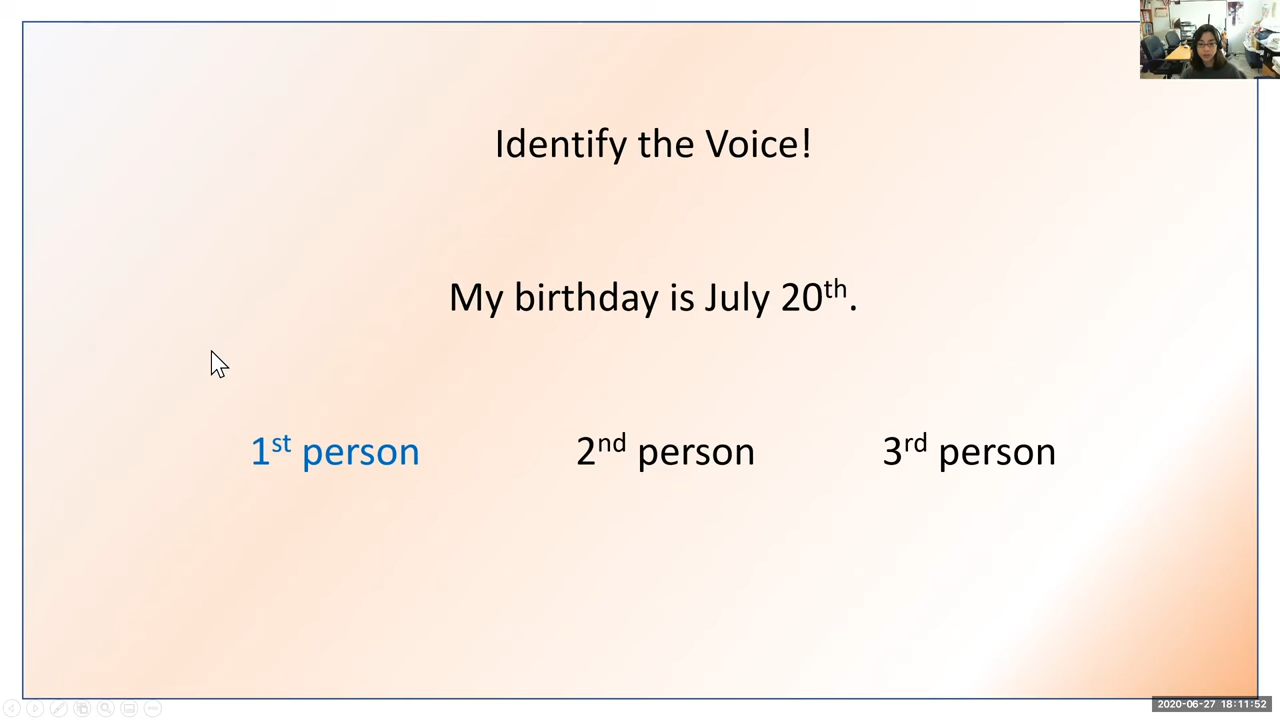 Identify the Voice!
My birthday is July 20th.
1st person 2nd person 3rd person
2020-06-27 18:11:52